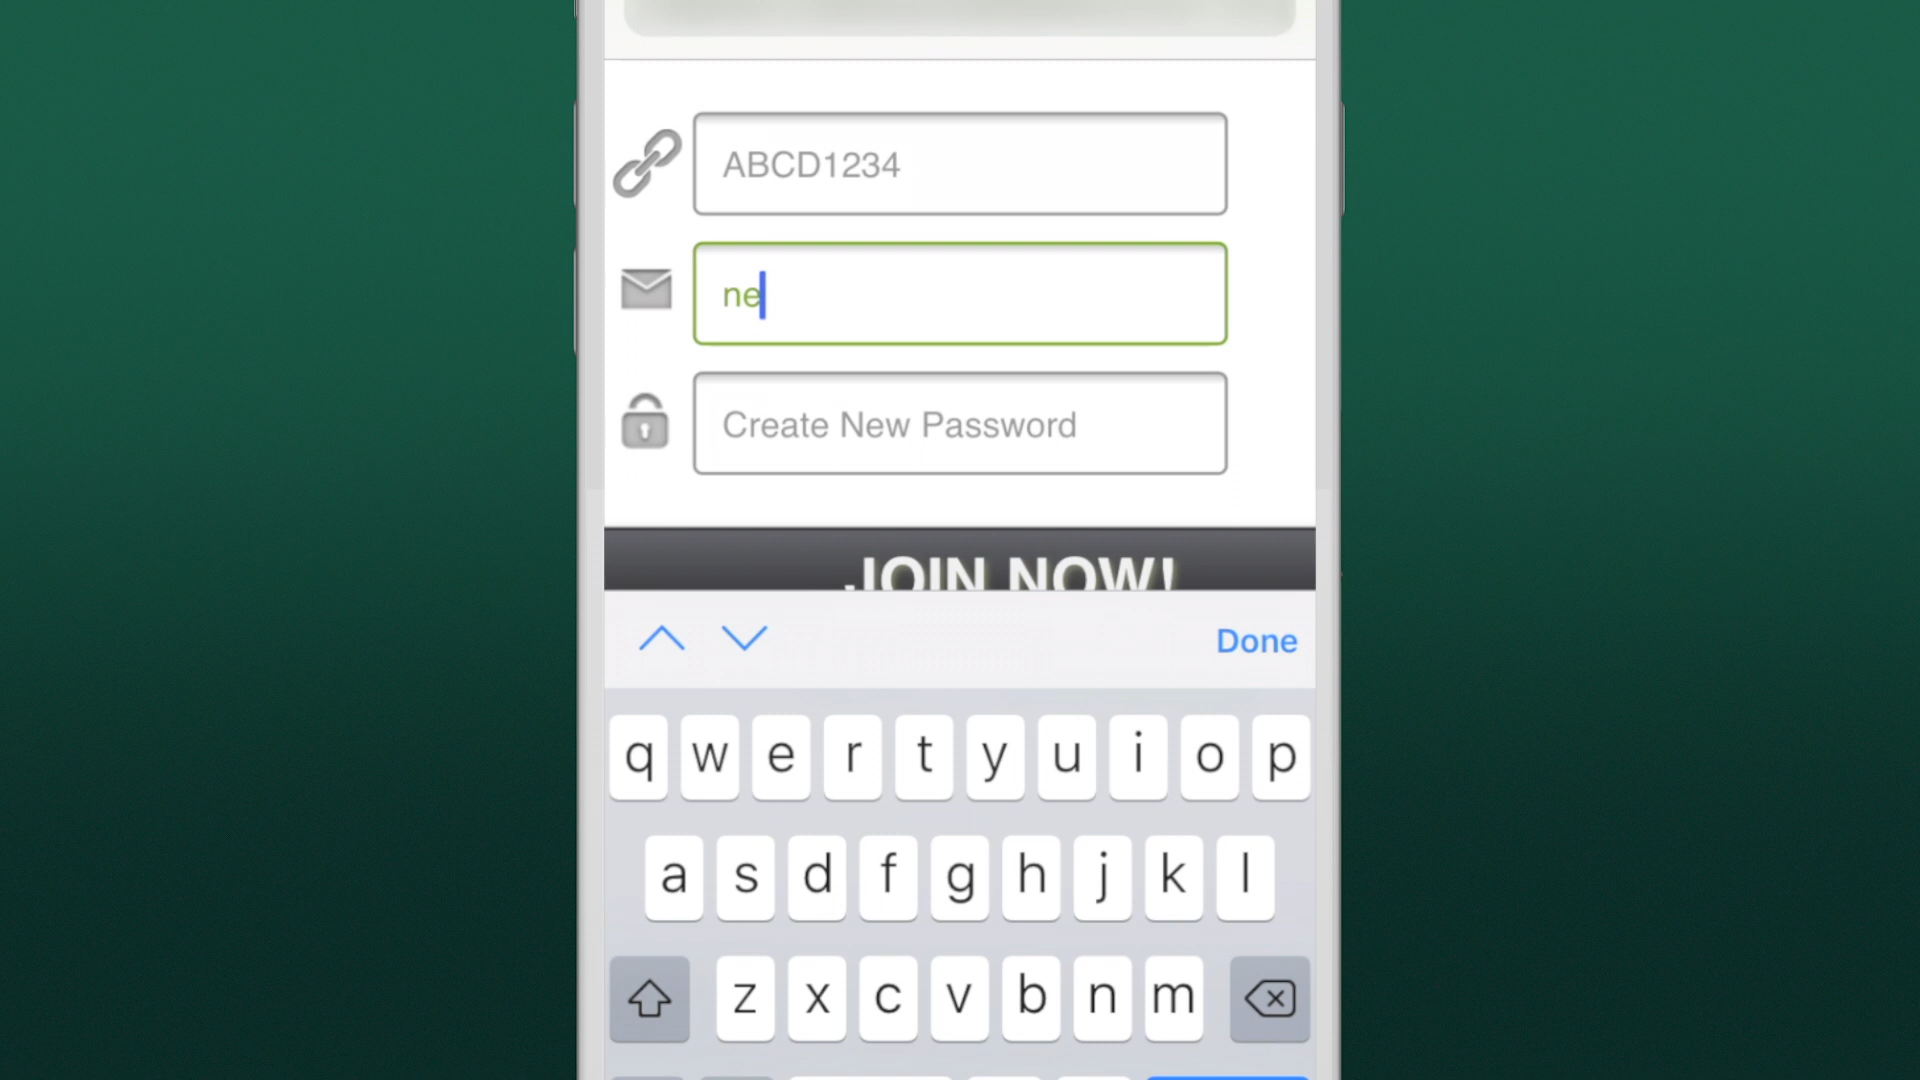 ABCD1234
ne
Create New Password
JOIN NOW!
Done
q w e r t y u i o p
a s d f g h j k l
z x c v b n m